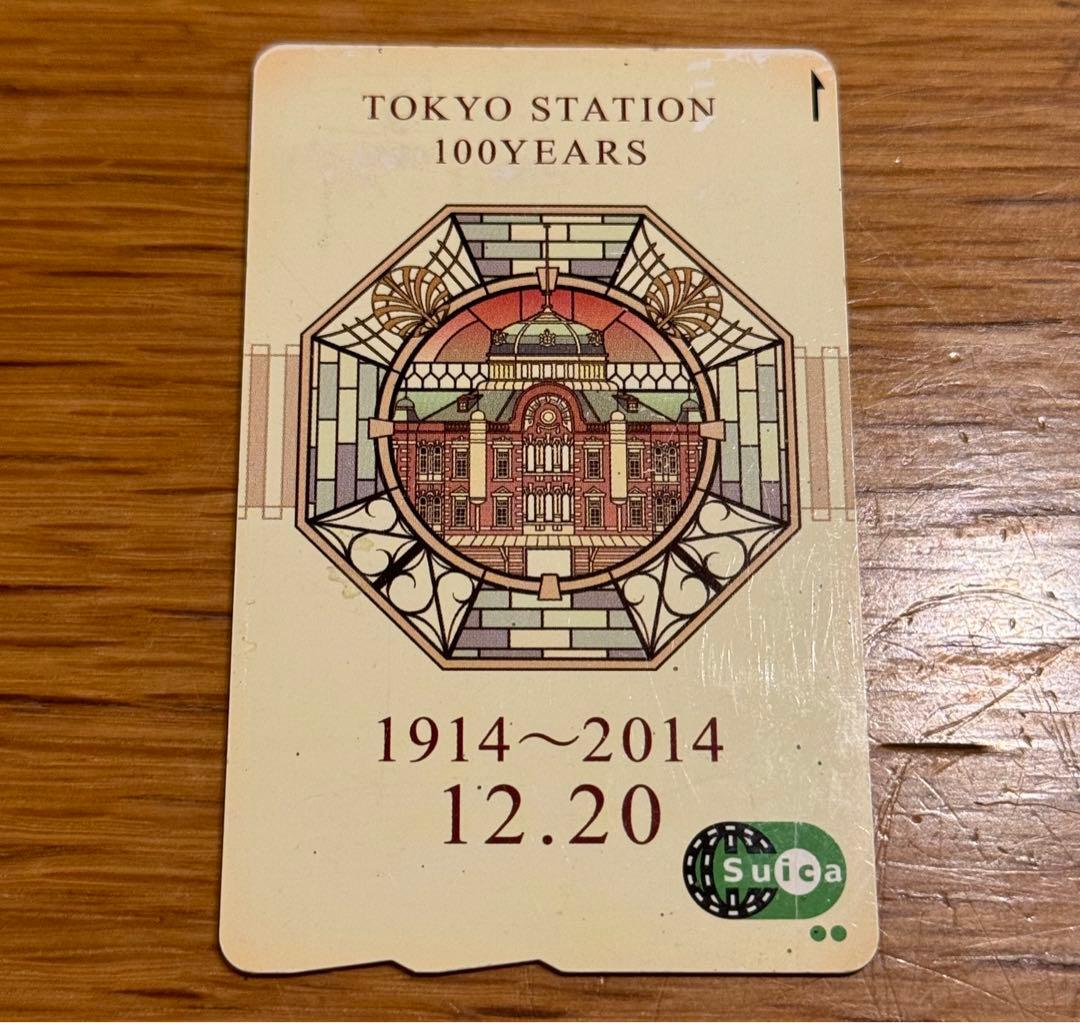 TOKYO STATION
100YEARS
1914～2014
12.20
Suica